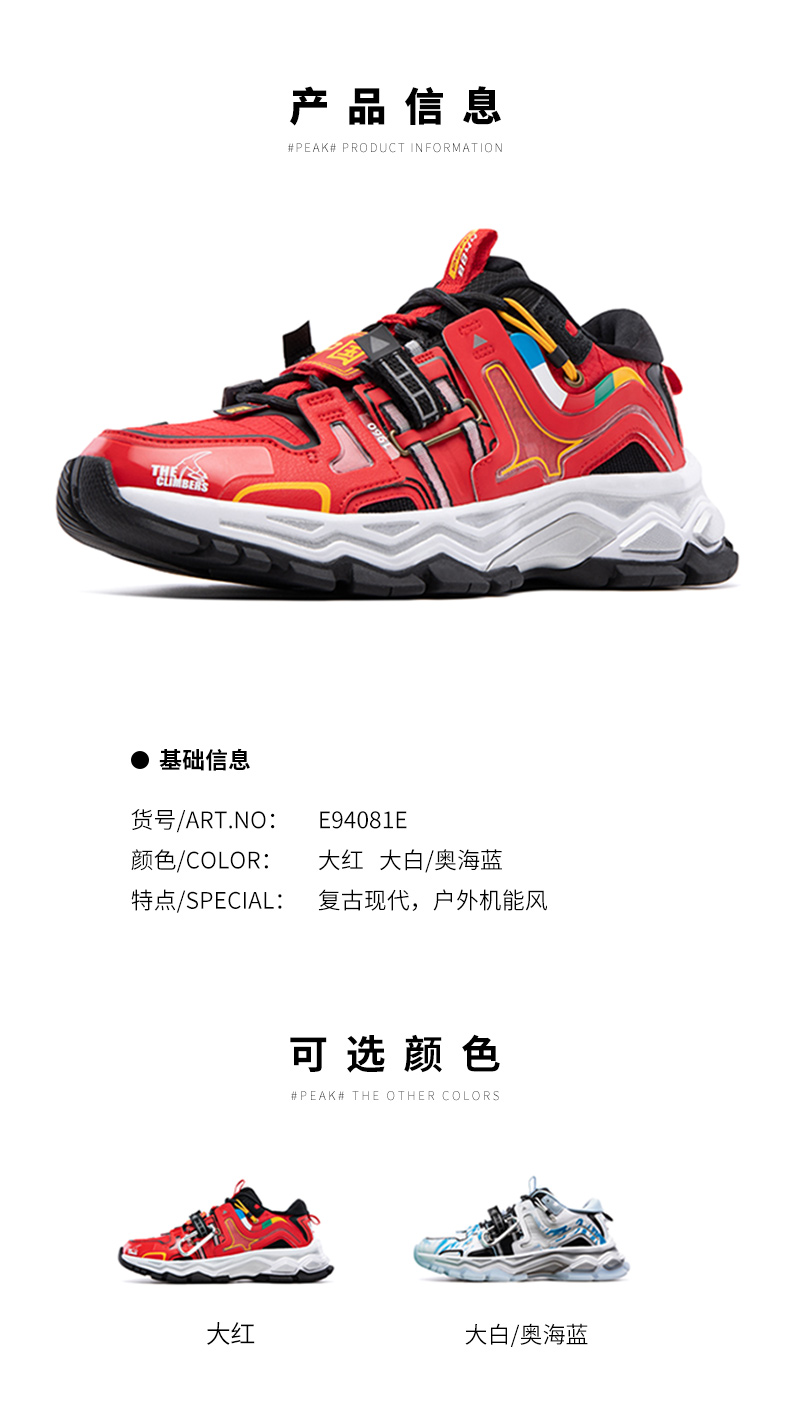 产品信息
#PEAK# PRODUCT INFORMATION
THE
CLIMBERS
1960
● 基础信息
货号/ART.NO： E94081E
颜色/COLOR： 大红 大白/奥海蓝
特点/SPECIAL： 复古现代，户外机能风
可选颜色
#PEAK# THE OTHER COLORS
大红
大白/奥海蓝